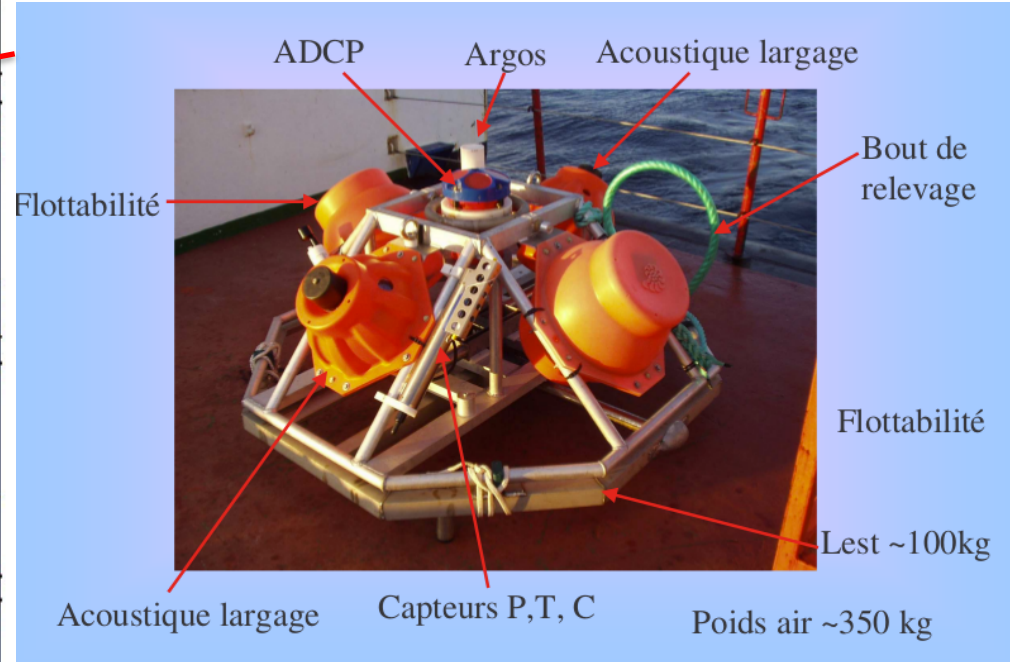 ADCP
Argos
Acoustique largage
Bout de
relevage
Flottabilité
Flottabilité
Lest ~100kg
Acoustique largage
Capteurs P,T, C
Poids air ~350 kg